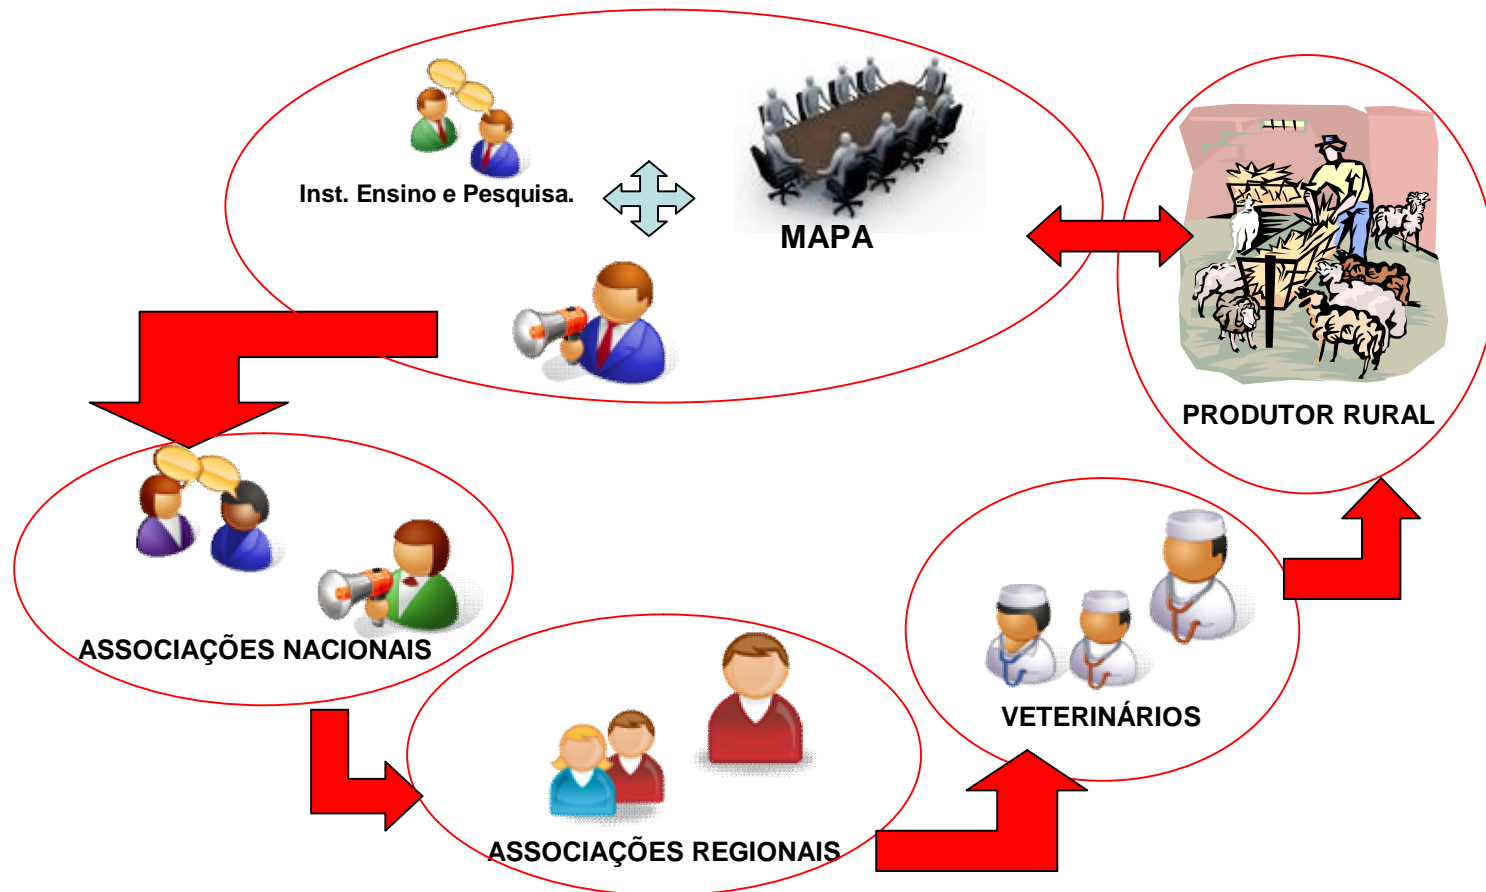 Inst. Ensino e Pesquisa.
MAPA
PRODUTOR RURAL
ASSOCIAÇÕES NACIONAIS
VETERINÁRIOS
ASSOCIAÇÕES REGIONAIS